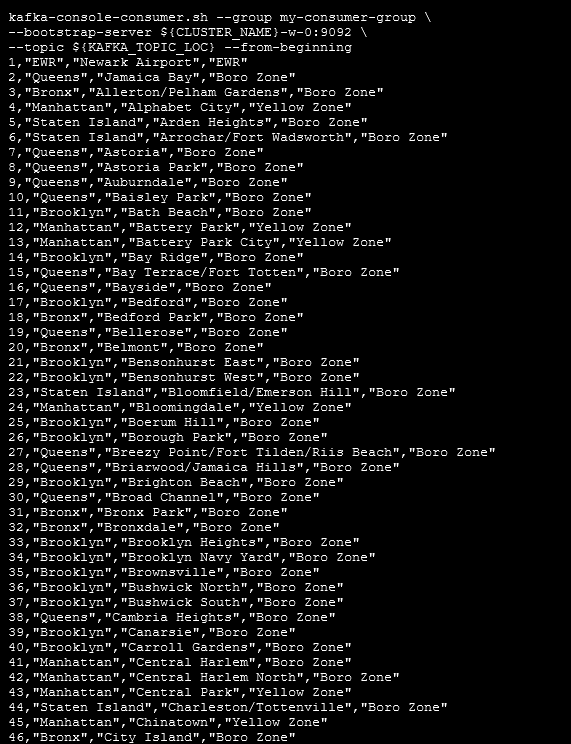 kafka-console-consumer.sh --group my-consumer-group \
--bootstrap-server ${CLUSTER_NAME}-w-0:9092 \
--topic ${KAFKA_TOPIC_LOC} --from-beginning
1,"EWR","Newark Airport","EWR"
2,"Queens","Jamaica Bay","Boro Zone"
3,"Bronx","Allerton/Pelham Gardens","Boro Zone"
4,"Manhattan","Alphabet City","Yellow Zone"
5,"Staten Island","Arden Heights","Boro Zone"
6,"Staten Island","Arrochar/Fort Wadsworth","Boro Zone"
7,"Queens","Astoria","Boro Zone"
8,"Queens","Astoria Park","Boro Zone"
9,"Queens","Auburndale","Boro Zone"
10,"Queens","Baisley Park","Boro Zone"
11,"Brooklyn","Bath Beach","Boro Zone"
12,"Manhattan","Battery Park","Yellow Zone"
13,"Manhattan","Battery Park City","Yellow Zone"
14,"Brooklyn","Bay Ridge","Boro Zone"
15,"Queens","Bay Terrace/Fort Totten","Boro Zone"
16,"Queens","Bayside","Boro Zone"
17,"Brooklyn","Bedford","Boro Zone"
18,"Bronx","Bedford Park","Boro Zone"
19,"Queens","Bellerose","Boro Zone"
20,"Bronx","Belmont","Boro Zone"
21,"Brooklyn","Bensonhurst East","Boro Zone"
22,"Brooklyn","Bensonhurst West","Boro Zone"
23,"Staten Island","Bloomfield/Emerson Hill","Boro Zone"
24,"Manhattan","Bloomingdale","Yellow Zone"
25,"Brooklyn","Boerum Hill","Boro Zone"
26,"Brooklyn","Borough Park","Boro Zone"
27,"Queens","Breezy Point/Fort Tilden/Riis Beach","Boro Zone"
28,"Queens","Briarwood/Jamaica Hills","Boro Zone"
29,"Brooklyn","Brighton Beach","Boro Zone"
30,"Queens","Broad Channel","Boro Zone"
31,"Bronx","Bronx Park","Boro Zone"
32,"Bronx","Bronxdale","Boro Zone"
33,"Brooklyn","Brooklyn Heights","Boro Zone"
34,"Brooklyn","Brooklyn Navy Yard","Boro Zone"
35,"Brooklyn","Brownsville","Boro Zone"
36,"Brooklyn","Bushwick North","Boro Zone"
37,"Brooklyn","Bushwick South","Boro Zone"
38,"Queens","Cambria Heights","Boro Zone"
39,"Brooklyn","Canarsie","Boro Zone"
40,"Brooklyn","Carroll Gardens","Boro Zone"
41,"Manhattan","Central Harlem","Boro Zone"
42,"Manhattan","Central Harlem North","Boro Zone"
43,"Manhattan","Central Park","Yellow Zone"
44,"Staten Island","Charleston/Tottenville","Boro Zone"
45,"Manhattan","Chinatown","Yellow Zone"
46,"Bronx","City Island","Boro Zone"